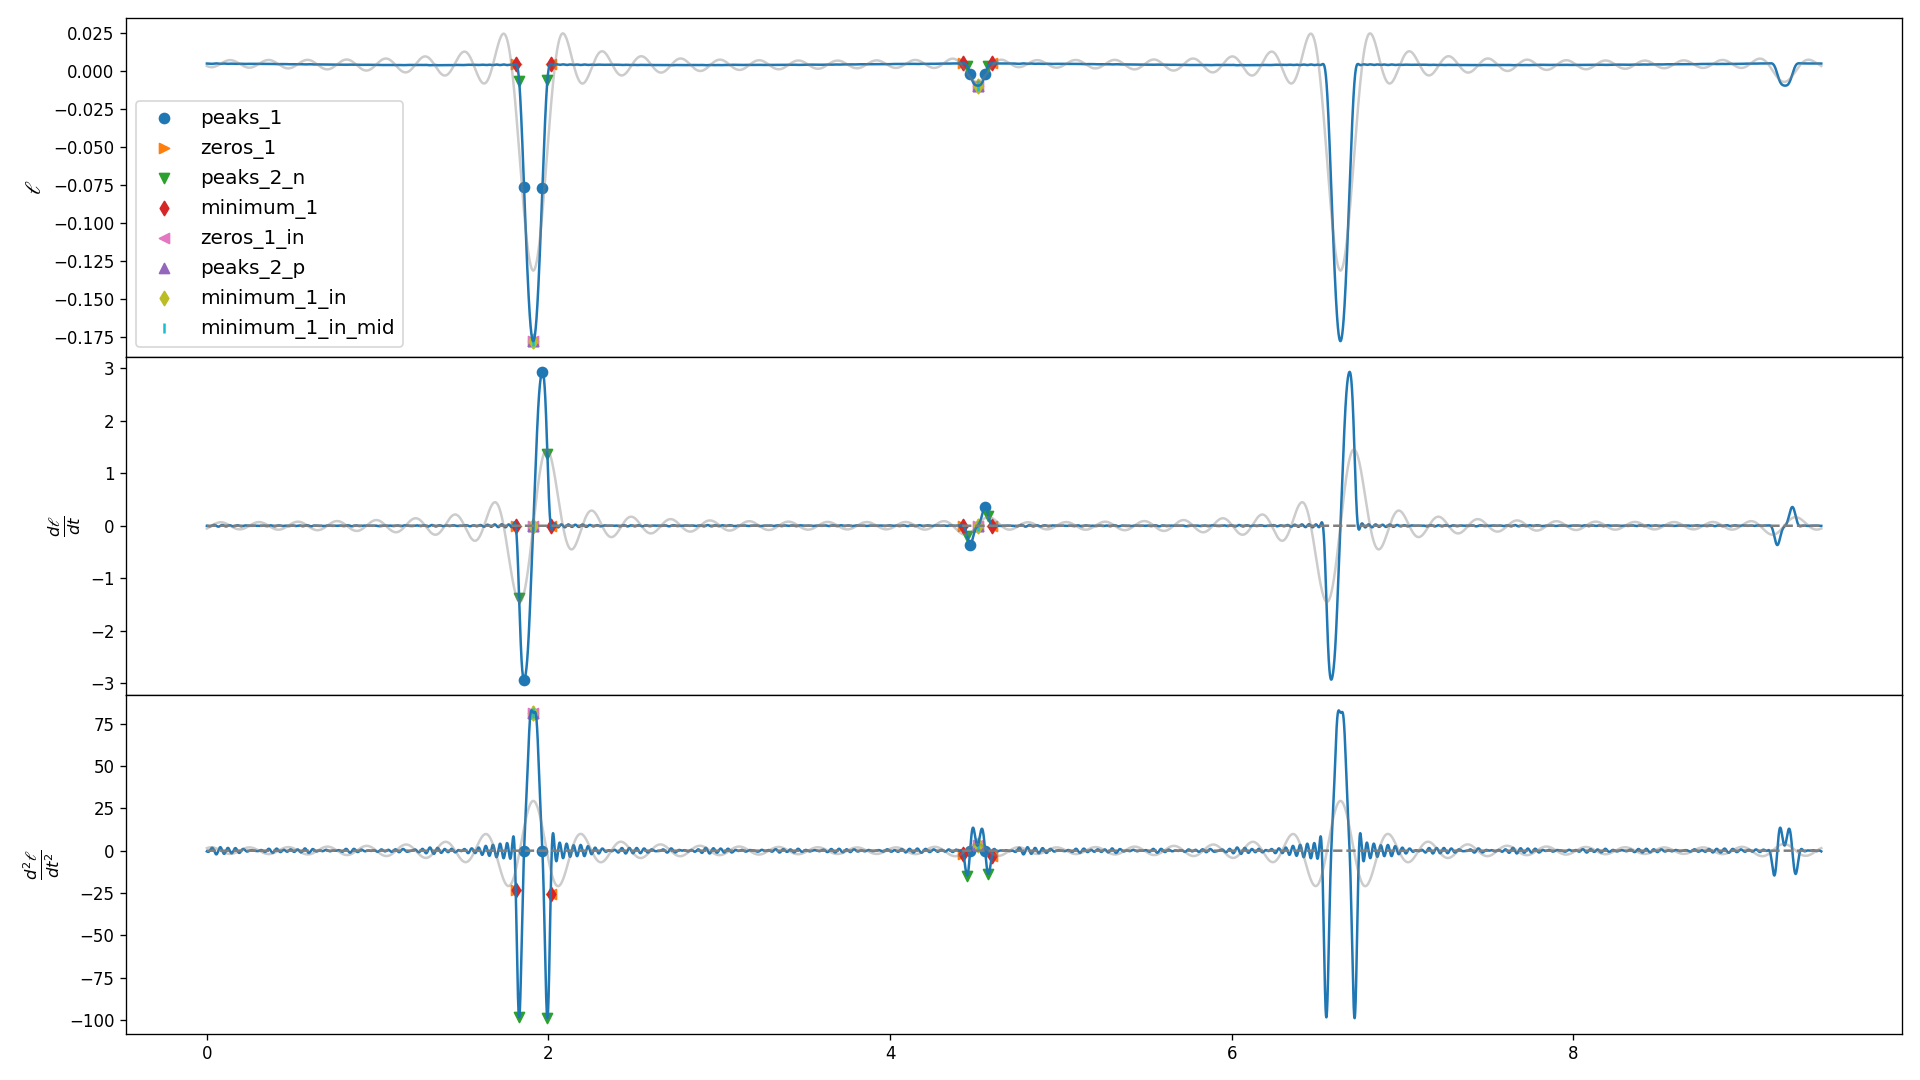 0.025
0.000
−0.025
−0.050
−0.075
−0.100
−0.125
−0.150
−0.175
ℓ
peaks_1
zeros_1
peaks_2_n
minimum_1
zeros_1_in
peaks_2_p
minimum_1_in
minimum_1_in_mid
3
2
1
0
−1
−2
−3
dℓ
dt
75
50
25
0
−25
−50
−75
−100
d²ℓ
dt²
0 2 4 6 8